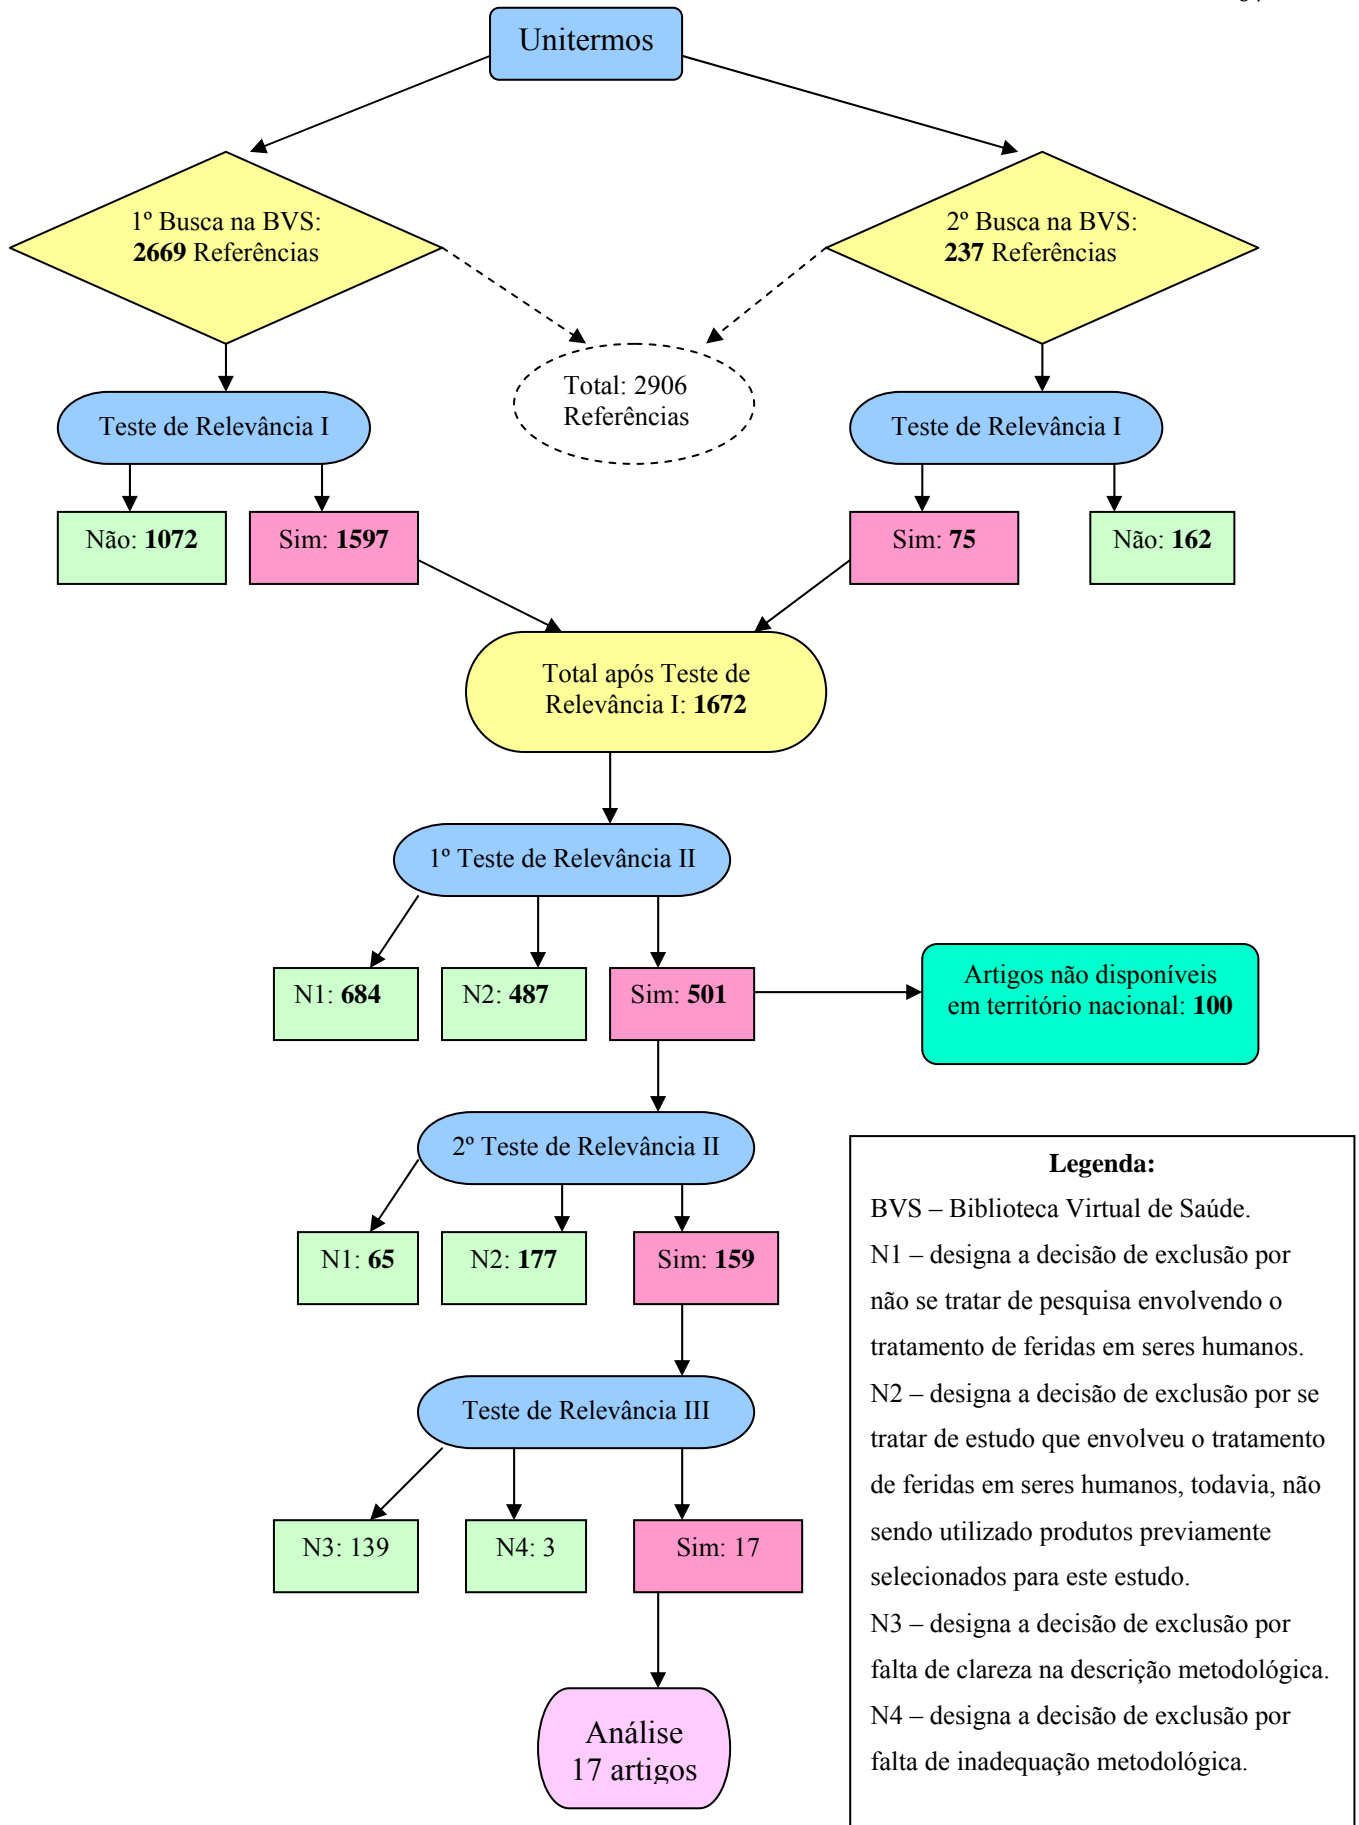 Unitermos
1º Busca na BVS:
2669 Referências
2º Busca na BVS:
237 Referências
Total: 2906
Referências
Teste de Relevância I
Teste de Relevância I
Não: 1072
Sim: 1597
Sim: 75
Não: 162
Total após Teste de
Relevância I: 1672
1º Teste de Relevância II
N1: 684
N2: 487
Sim: 501
Artigos não disponíveis
em território nacional: 100
2º Teste de Relevância II
N1: 65
N2: 177
Sim: 159
Teste de Relevância III
N3: 139
N4: 3
Sim: 17
Análise
17 artigos
Legenda:
BVS – Biblioteca Virtual de Saúde.
N1 – designa a decisão de exclusão por
não se tratar de pesquisa envolvendo o
tratamento de feridas em seres humanos.
N2 – designa a decisão de exclusão por se
tratar de estudo que envolveu o tratamento
de feridas em seres humanos, todavia, não
sendo utilizado produtos previamente
selecionados para este estudo.
N3 – designa a decisão de exclusão por
falta de clareza na descrição metodológica.
N4 – designa a decisão de exclusão por
falta de inadequação metodológica.